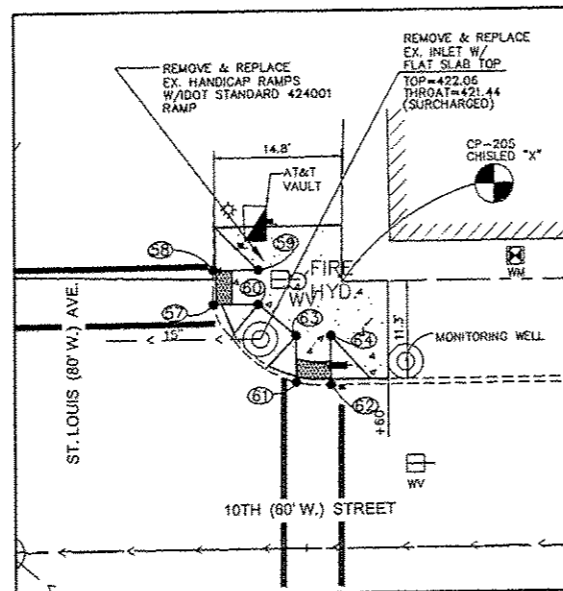 REMOVE & REPLACE
EX. HANDICAP RAMPS
W/IDOT STANDARD 424001
RAMP
REMOVE & REPLACE
EX. INLET W/
FLAT SLAB TOP
TOP=422.06
THROAT=421.44
(SURCHARGED)
14.8'
AT&T
VAULT
CP-205
CHISLED "X"
58
59
FIRE
HYD.
WM
60
WV
57
63
64
11.3'
MONITORING WELL
15"
ST. LOUIS (80' W.) AVE.
61
62
+60
WV
10TH (60' W.) STREET